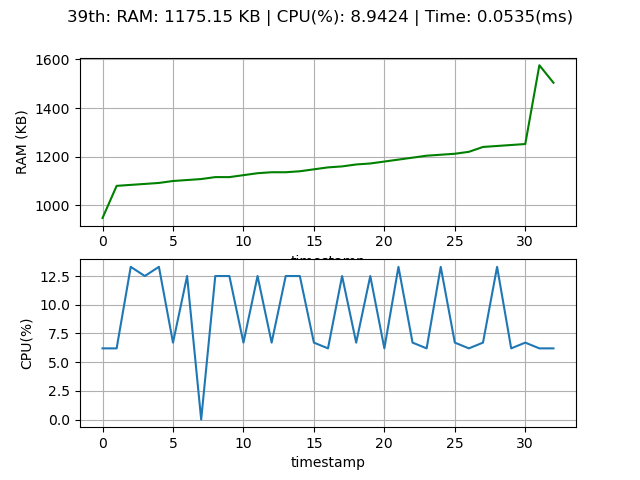 39th: RAM: 1175.15 KB | CPU(%): 8.9424 | Time: 0.0535(ms)
1600
1400
1200
1000
RAM (KB)
0 5 10 15 20 25 30
timestamp
12.5
10.0
7.5
5.0
2.5
0.0
CPU(%)
0 5 10 15 20 25 30
timestamp